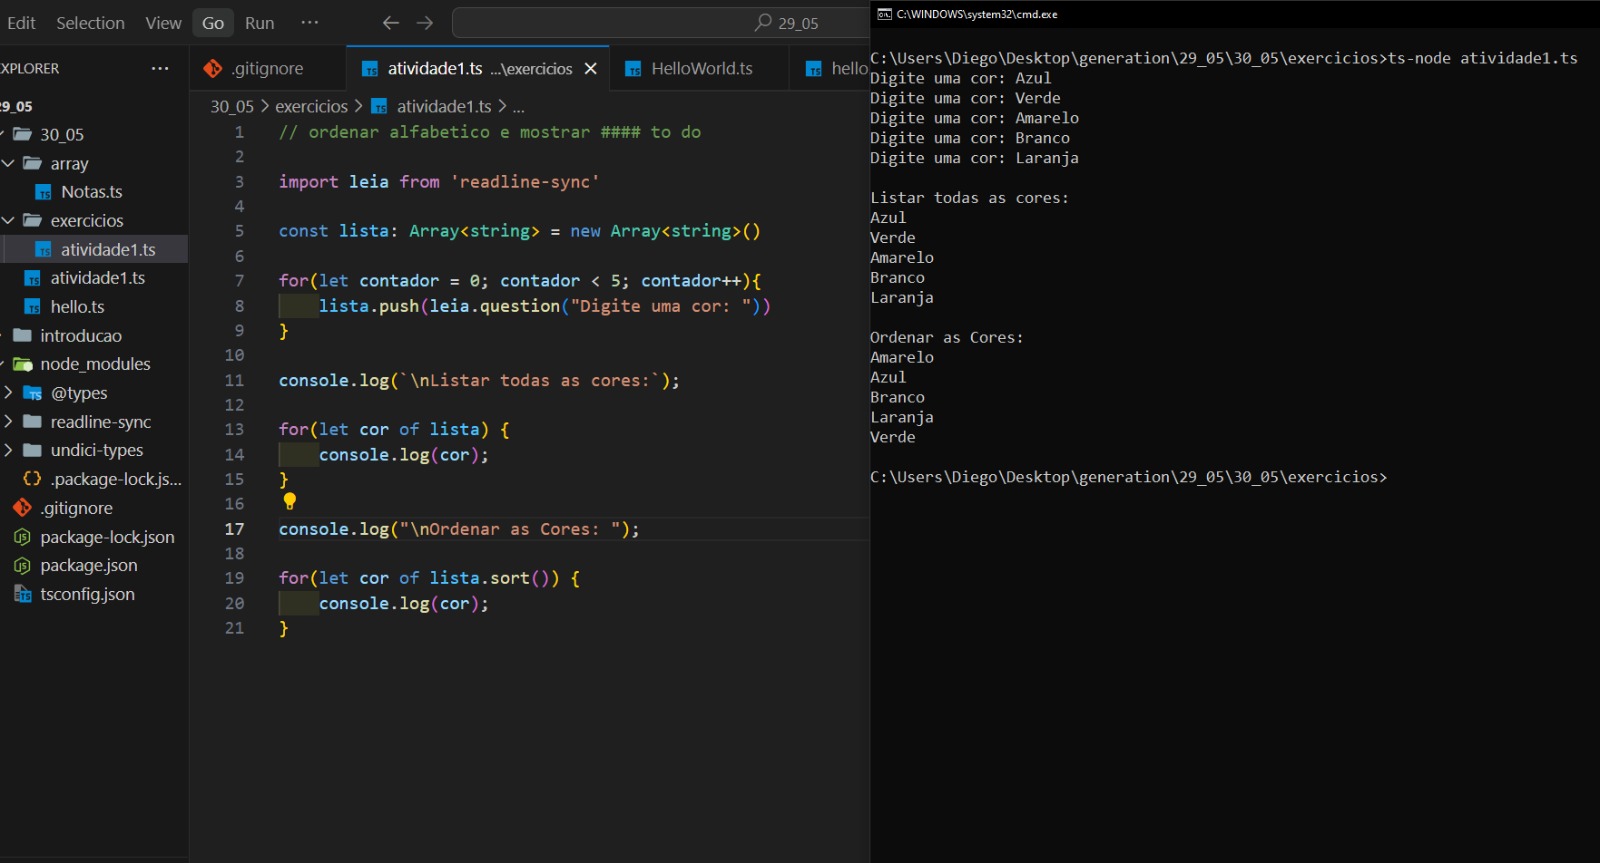 Edit Selection View Go Run ··· 29_05
XPLORER ···
29_05
30_05
array
Notas.ts
exercicios
atividade1.ts
atividade1.ts
hello.ts
introducao
node_modules
@types
readline-sync
undici-types
.package-lock.js...
.gitignore
package-lock.json
package.json
tsconfig.json
.gitignore atividade1.ts ...\exercicios HelloWorld.ts hello
30_05 > exercicios > atividade1.ts > ...
1 // ordenar alfabetico e mostrar #### to do
2
3 import leia from 'readline-sync'
4
5 const lista: Array<string> = new Array<string>()
6
7 for(let contador = 0; contador < 5; contador++){
8 lista.push(leia.question("Digite uma cor: "))
9 }
10
11 console.log(`\nListar todas as cores:`);
12
13 for(let cor of lista) {
14 console.log(cor);
15 }
16
17 console.log("\nOrdenar as Cores: ");
18
19 for(let cor of lista.sort()) {
20 console.log(cor);
21 }
C:\WINDOWS\system32\cmd.exe
C:\Users\Diego\Desktop\generation\29_05\30_05\exercicios>ts-node atividade1.ts
Digite uma cor: Azul
Digite uma cor: Verde
Digite uma cor: Amarelo
Digite uma cor: Branco
Digite uma cor: Laranja
Listar todas as cores:
Azul
Verde
Amarelo
Branco
Laranja
Ordenar as Cores:
Amarelo
Azul
Branco
Laranja
Verde
C:\Users\Diego\Desktop\generation\29_05\30_05\exercicios>